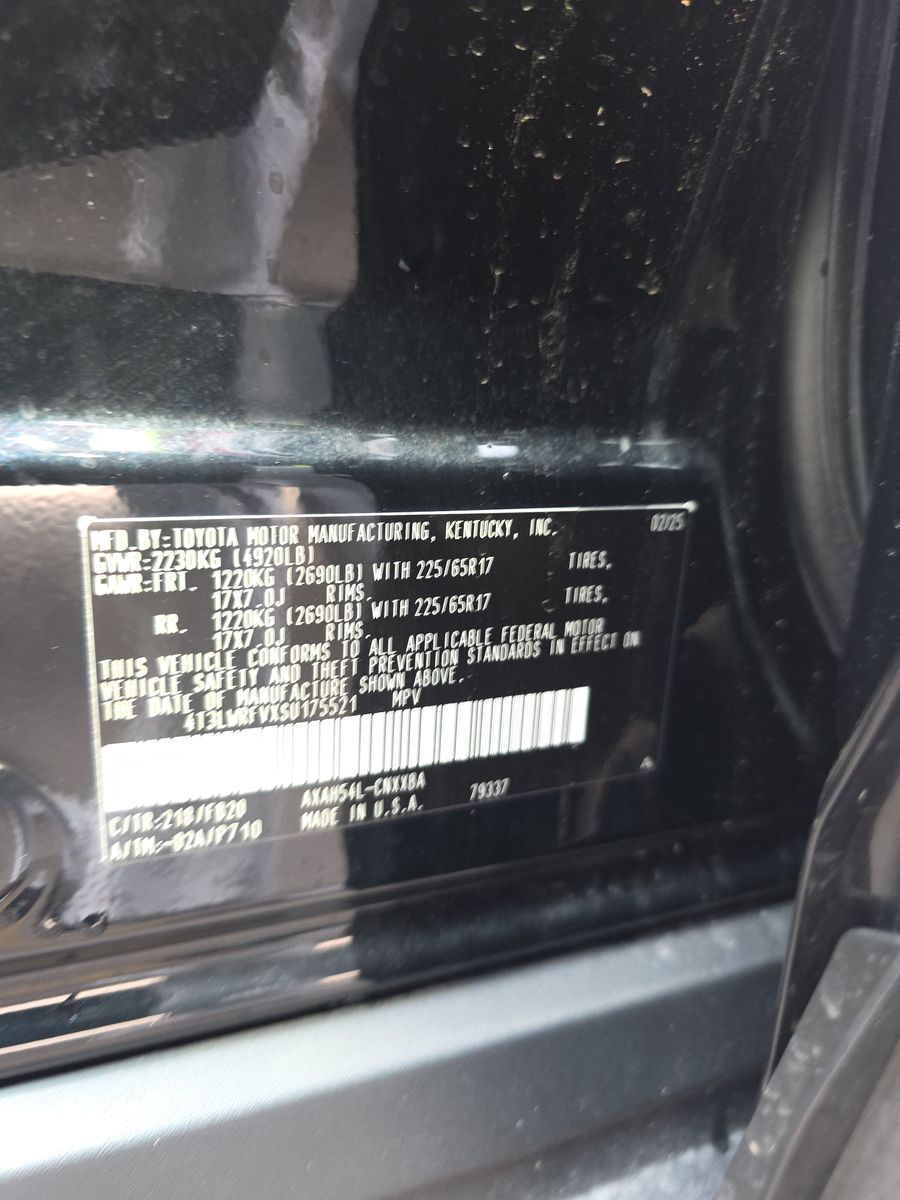 MFD.BY:TOYOTA MOTOR MANUFACTURING, KENTUCKY, INC. 02/25
GVWR:2230KG (4920LB)
GAWR:FRT. 1220KG (2690LB) WITH 225/65R17 TIRES,
17X7.0J RIMS.
RR. 1220KG (2690LB) WITH 225/65R17 TIRES,
17X7.0J RIMS.
THIS VEHICLE CONFORMS TO ALL APPLICABLE FEDERAL MOTOR
VEHICLE SAFETY AND THEFT PREVENTION STANDARDS IN EFFECT ON
THE DATE OF MANUFACTURE SHOWN ABOVE.
4T3LWRFVXSU175521 MPV
A
C/TR:218/FB20 AXAH54L-CNXXBA 79337
A/TM:-02A/P710 MADE IN U.S.A.